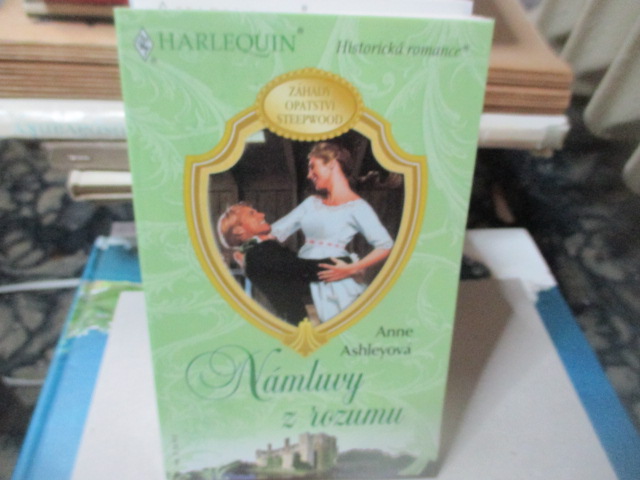 HARLEQUIN®
Historická romance®
ZÁHADY
OPATSTVÍ
STEEPWOOD
Anne
Ashleyová
Námluvy
z rozumu